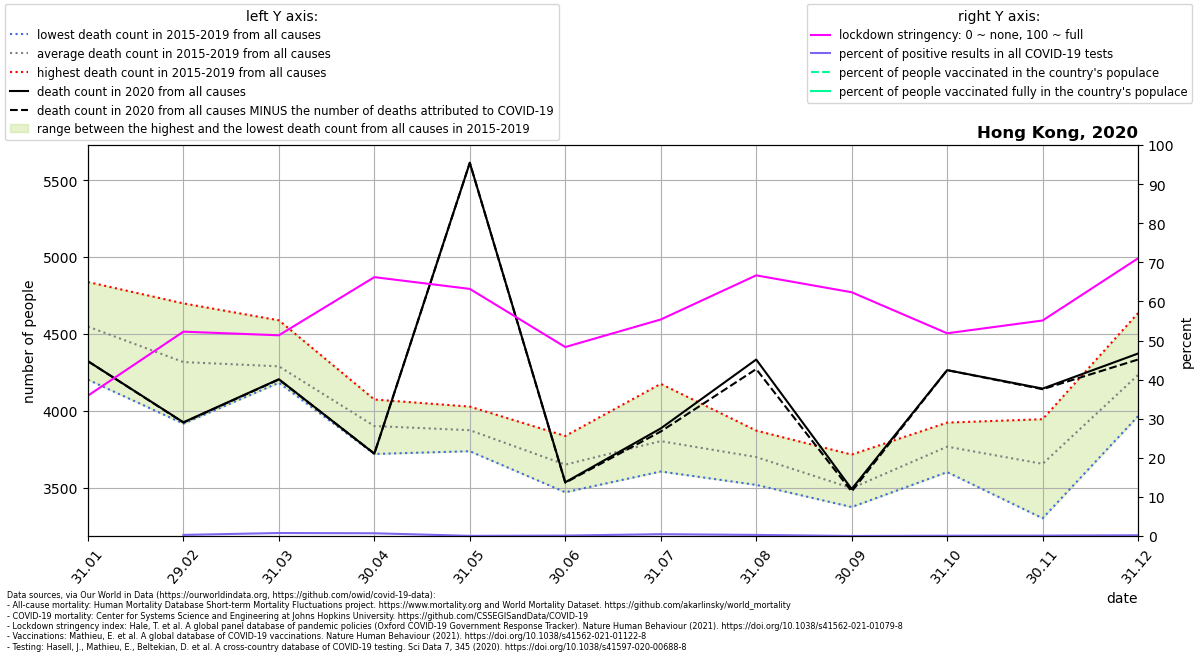 left Y axis:
lowest death count in 2015-2019 from all causes
average death count in 2015-2019 from all causes
highest death count in 2015-2019 from all causes
death count in 2020 from all causes
death count in 2020 from all causes MINUS the number of deaths attributed to COVID-19
range between the highest and the lowest death count from all causes in 2015-2019
right Y axis:
lockdown stringency: 0 ~ none, 100 ~ full
percent of positive results in all COVID-19 tests
percent of people vaccinated in the country's populace
percent of people vaccinated fully in the country's populace
Hong Kong, 2020
number of people
5500
5000
4500
4000
3500
100
90
80
70
60
50
40
30
20
10
0
percent
31.01
29.02
31.03
30.04
31.05
30.06
31.07
31.08
30.09
31.10
30.11
31.12
date
Data sources, via Our World in Data (https://ourworldindata.org, https://github.com/owid/covid-19-data):
- All-cause mortality: Human Mortality Database Short-term Mortality Fluctuations project. https://www.mortality.org and World Mortality Dataset. https://github.com/akarlinsky/world_mortality
- COVID-19 mortality: Center for Systems Science and Engineering at Johns Hopkins University. https://github.com/CSSEGISandData/COVID-19
- Lockdown stringency index: Hale, T. et al. A global panel database of pandemic policies (Oxford COVID-19 Government Response Tracker). Nature Human Behaviour (2021). https://doi.org/10.1038/s41562-021-01079-8
- Vaccinations: Mathieu, E. et al. A global database of COVID-19 vaccinations. Nature Human Behaviour (2021). https://doi.org/10.1038/s41562-021-01122-8
- Testing: Hasell, J., Mathieu, E., Beltekian, D. et al. A cross-country database of COVID-19 testing. Sci Data 7, 345 (2020). https://doi.org/10.1038/s41597-020-00688-8